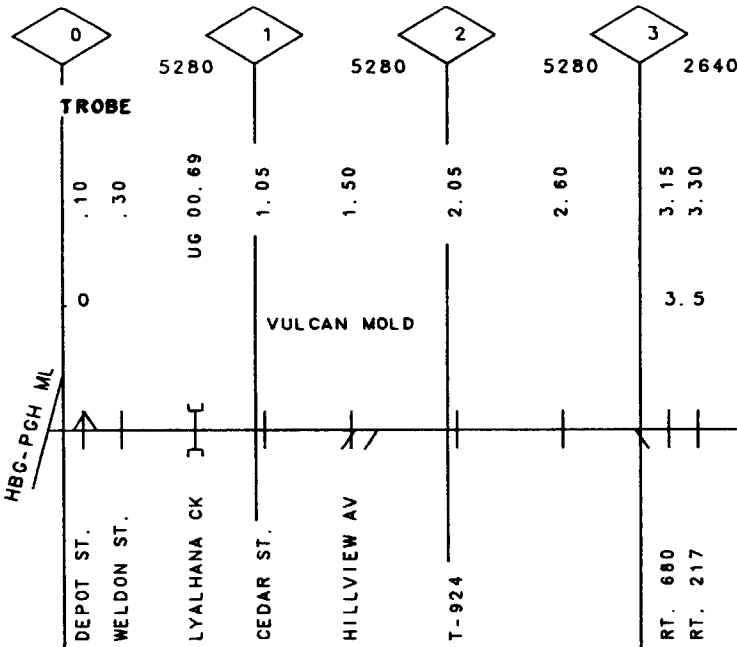 0 1 2 3
5280 5280 5280 2640
TROBE
.10 .30 UG 00.69 1.05 1.50 2.05 2.60 3.15 3.30
0 3.5
VULCAN MOLD
HBG-PGH ML
DEPOT ST.
WELDON ST.
LYALHANA CK
CEDAR ST.
HILLVIEW AV
T-924
RT. 680
RT. 217